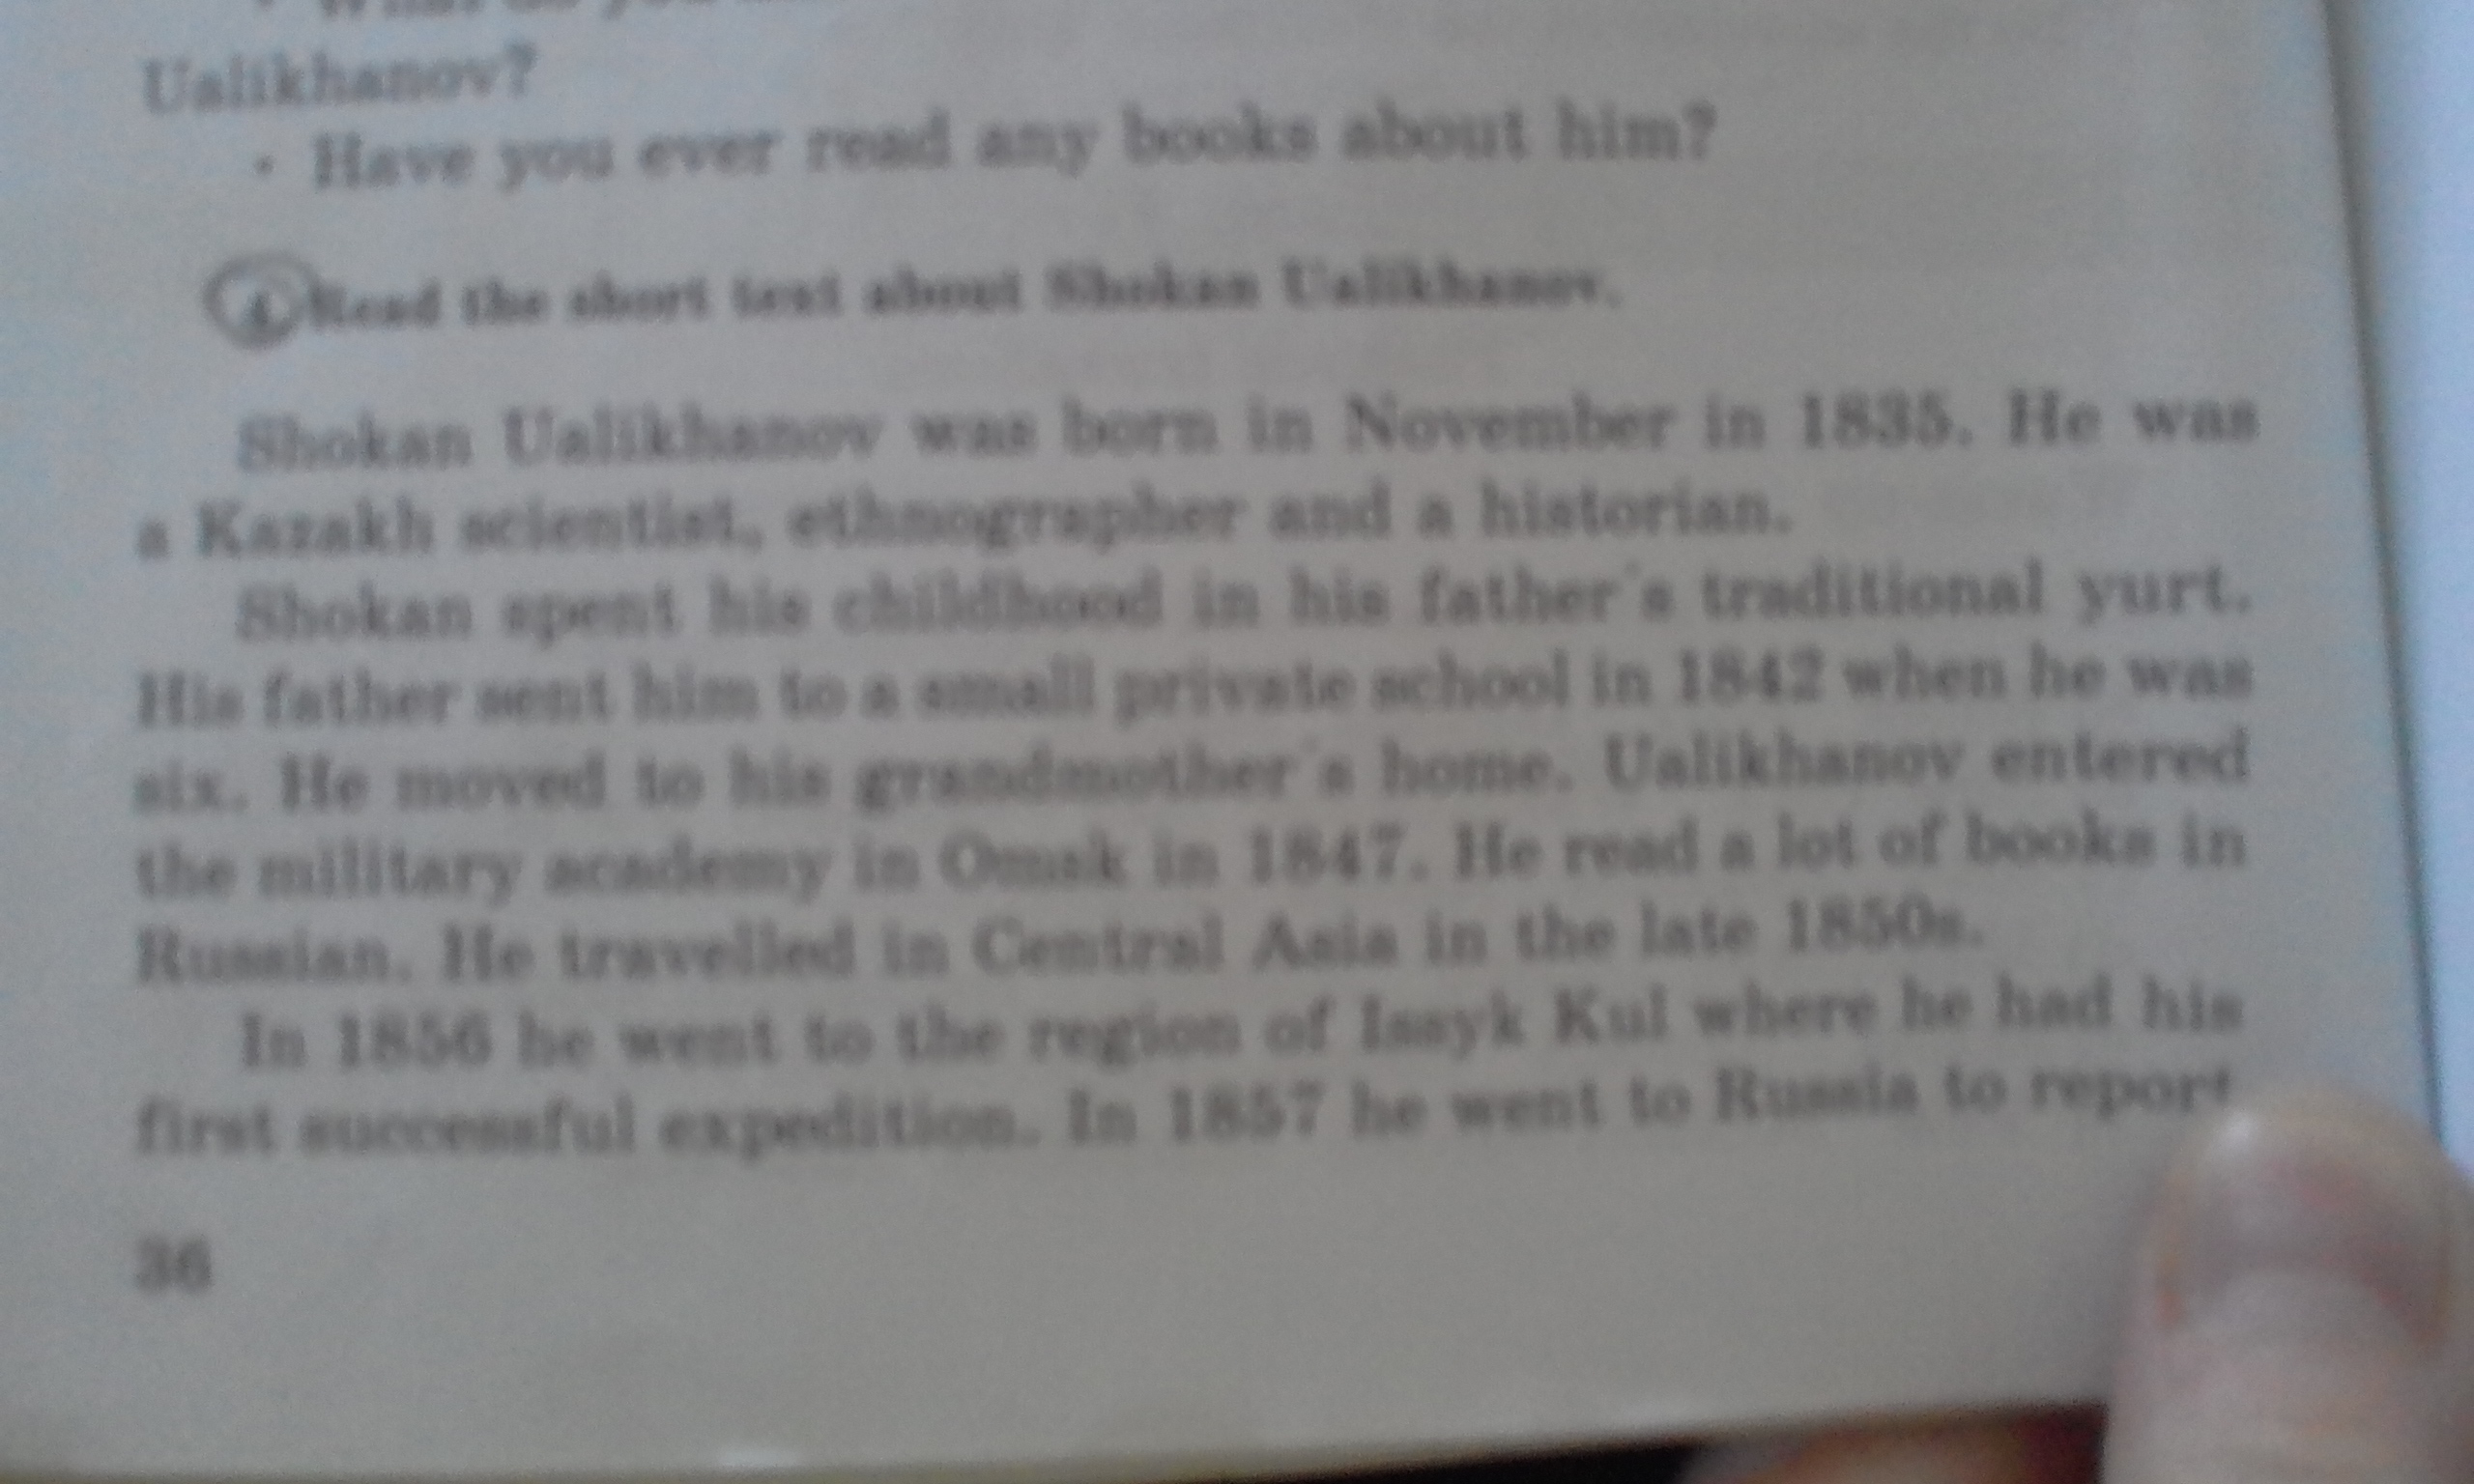 Ualikhanov?
• Have you ever read any books about him?
4 Read the short text about Shokan Ualikhanov.
Shokan Ualikhanov was born in November in 1835. He was
a Kazakh scientist, ethnographer and a historian.
Shokan spent his childhood in his father's traditional yurt.
His father sent him to a small private school in 1842 when he was
six. He moved to his grandmother's home. Ualikhanov entered
the military academy in Omsk in 1847. He read a lot of books in
Russian. He travelled in Central Asia in the late 1850s.
In 1856 he went to the region of Issyk Kul where he had his
first successful expedition. In 1857 he went to Russia to report
36